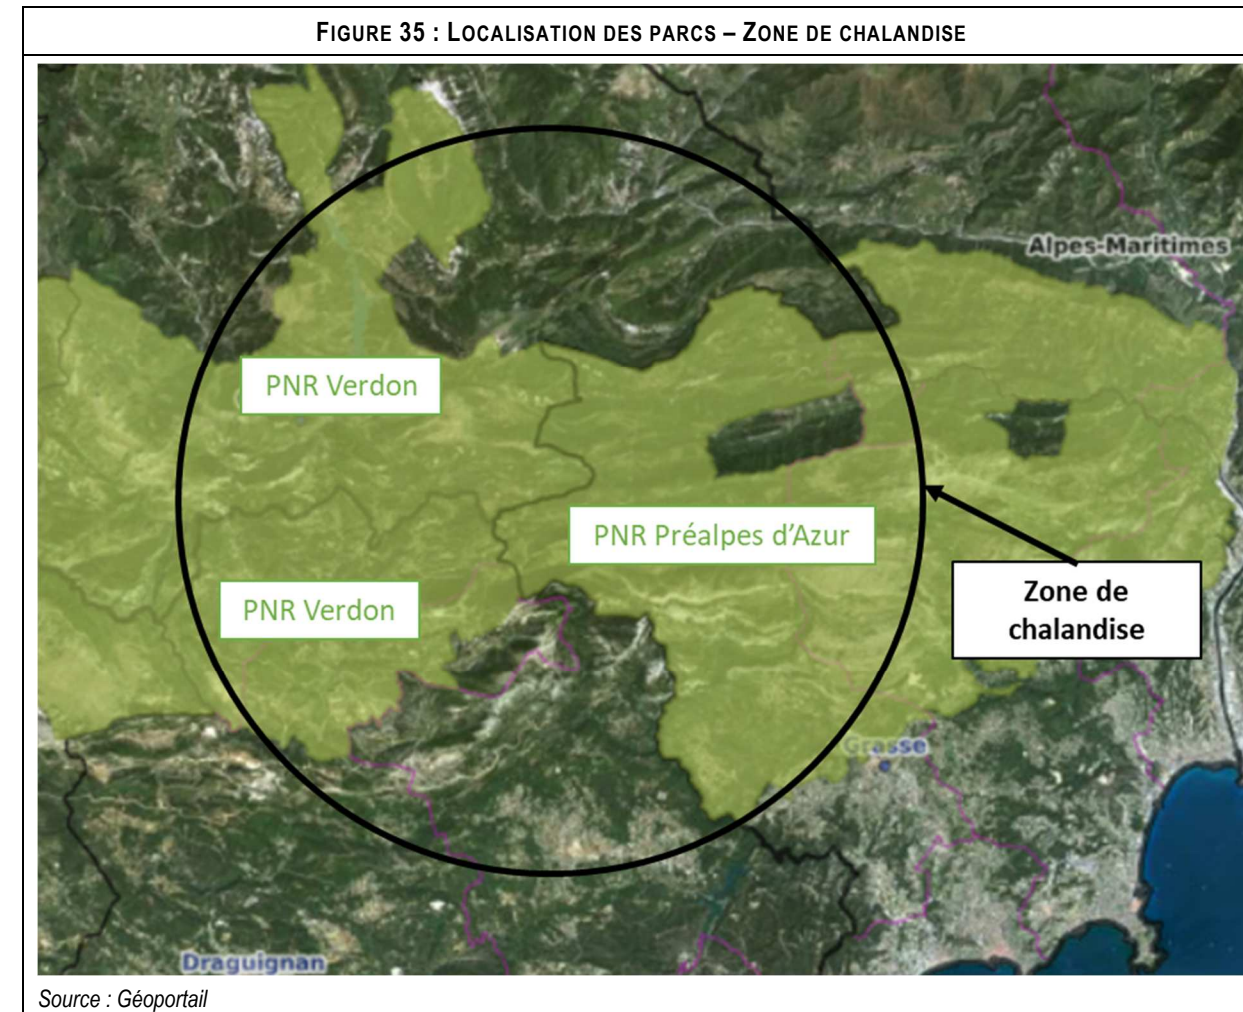 FIGURE 35 : LOCALISATION DES PARCS – ZONE DE CHALANDISE
Alpes-Maritimes
PNR Verdon
PNR Préalpes d'Azur
Zone de
chalandise
PNR Verdon
Grasse
Draguignan
Source : Géoportail